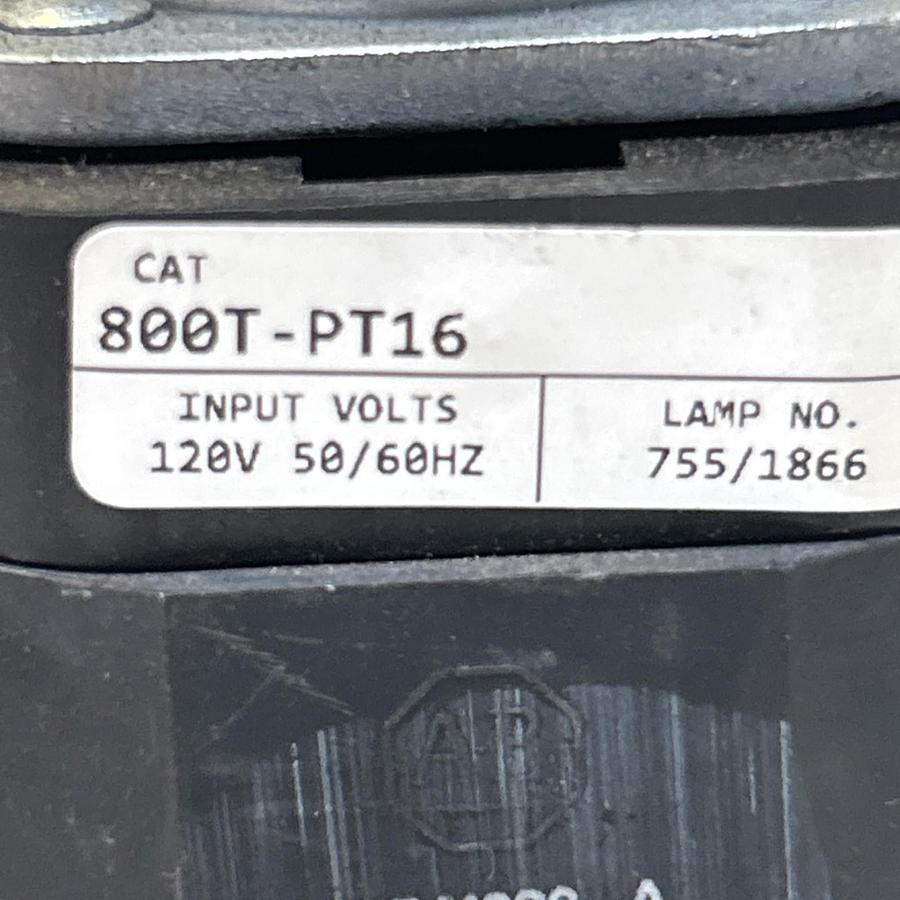 CAT
800T-PT16
INPUT VOLTS
120V 50/60HZ
LAMP NO.
755/1866
A-B